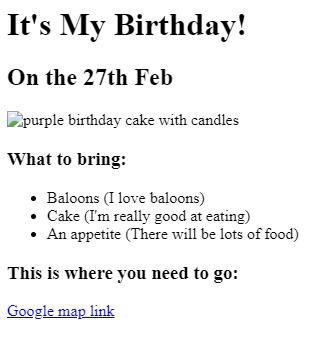 It's My Birthday!
On the 27th Feb
purple birthday cake with candles
What to bring:
Baloons (I love baloons)
Cake (I'm really good at eating)
An appetite (There will be lots of food)
This is where you need to go:
Google map link